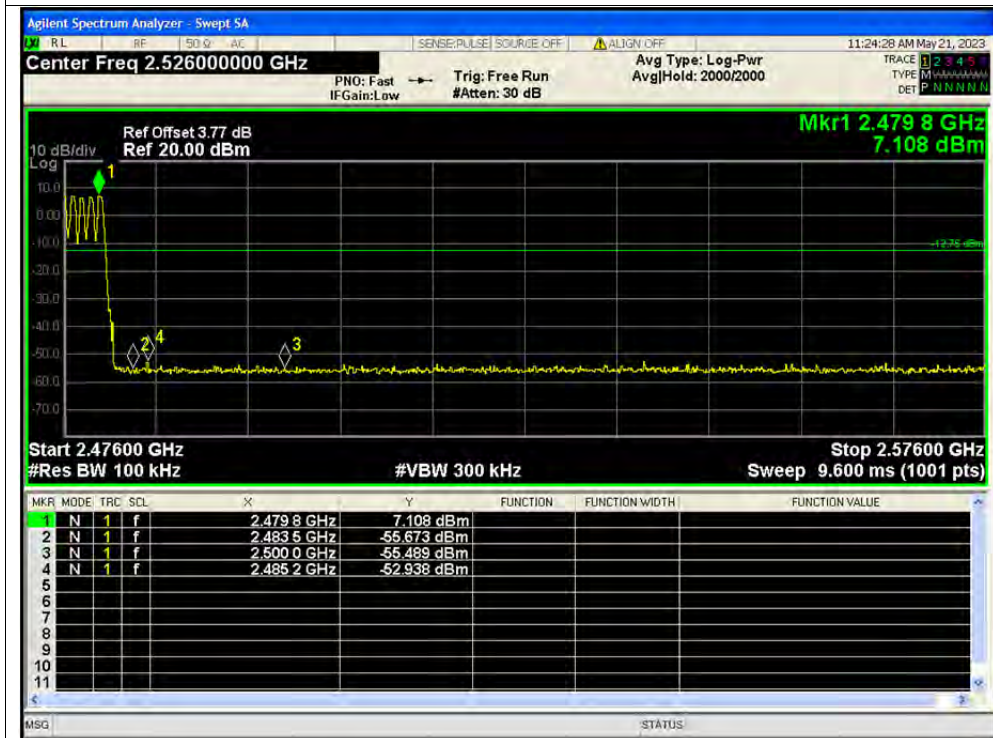 Agilent Spectrum Analyzer - Swept SA
LXI RL RF 50 Ω AC SENSE:PULSE SOURCE OFF ALIGN OFF 11:24:28 AM May 21, 2023
Center Freq 2.526000000 GHz
PNO: Fast
IFGain:Low
Trig: Free Run
#Atten: 30 dB
Avg Type: Log-Pwr
Avg|Hold: 2000/2000
TRACE 1 2 3 4 5 6
TYPE M
DET P N N N N N
Mkr1 2.479 8 GHz
7.108 dBm
Ref Offset 3.77 dB
10 dB/div Ref 20.00 dBm
Log
1
10.0
0.00
-10.0
-12.76 dBm
-20.0
-30.0
-40.0
2 4 3
-50.0
-60.0
-70.0
Start 2.47600 GHz Stop 2.57600 GHz
#Res BW 100 kHz #VBW 300 kHz Sweep 9.600 ms (1001 pts)
MKR MODE TRC SCL X Y FUNCTION FUNCTION WIDTH FUNCTION VALUE
1 N 1 f 2.479 8 GHz 7.108 dBm
2 N 1 f 2.483 5 GHz -55.673 dBm
3 N 1 f 2.500 0 GHz -55.489 dBm
4 N 1 f 2.485 2 GHz -52.938 dBm
5
6
7
8
9
10
11
MSG STATUS